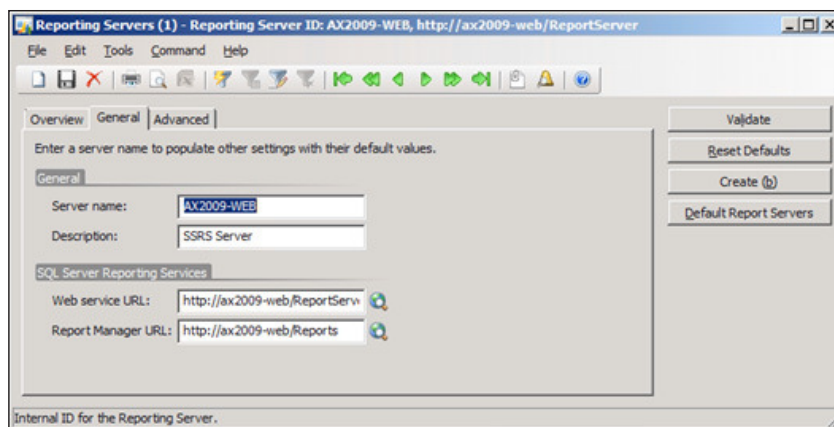 Reporting Servers (1) - Reporting Server ID: AX2009-WEB, http://ax2009-web/ReportServer
File Edit Tools Command Help
Overview General Advanced
Enter a server name to populate other settings with their default values.
General
Server name: AX2009-WEB
Description: SSRS Server
SQL Server Reporting Services
Web service URL: http://ax2009-web/ReportServ
Report Manager URL: http://ax2009-web/Reports
Validate
Reset Defaults
Create (b)
Default Report Servers
Internal ID for the Reporting Server.